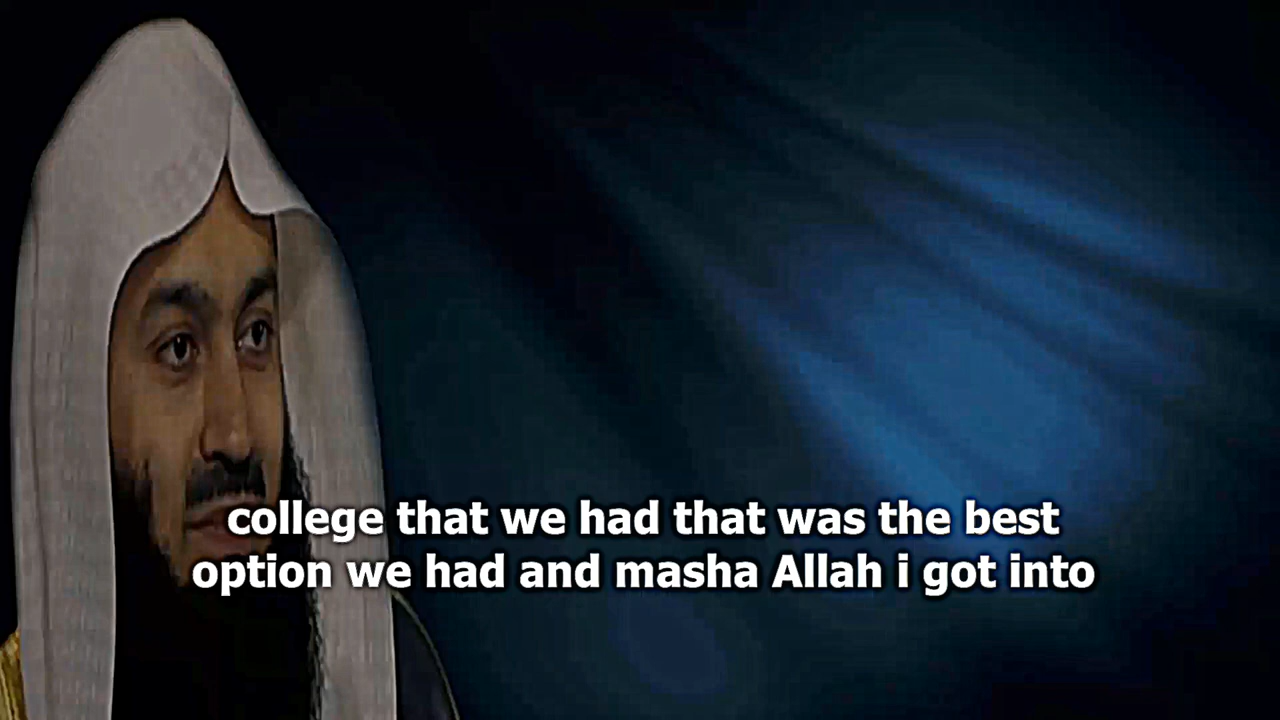 college that we had that was the best
option we had and masha Allah i got into